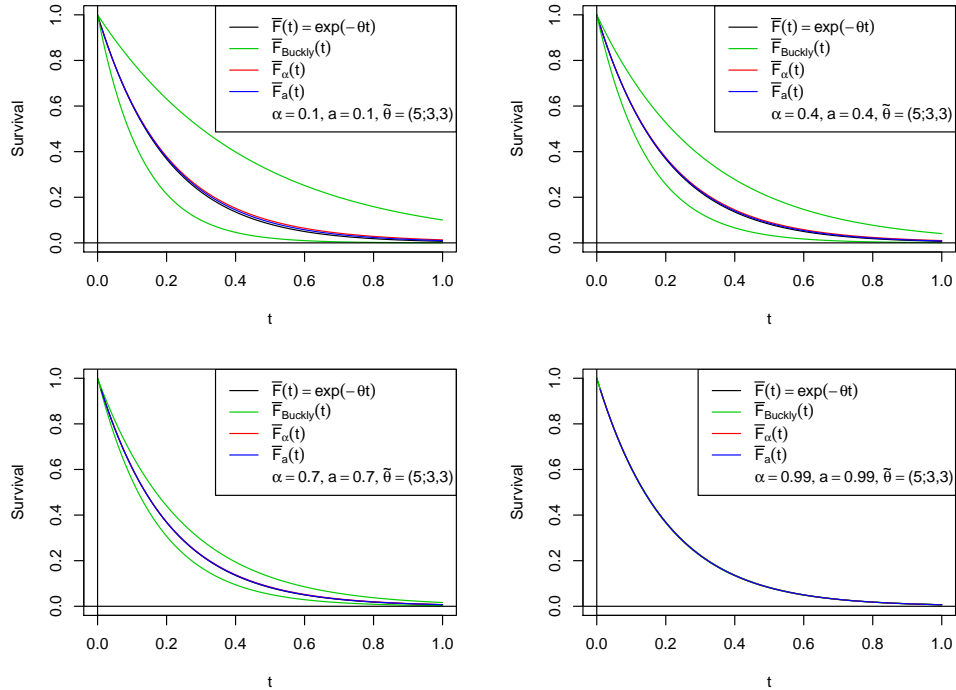 F̅(t) = exp(−θt)
F̅Buckly(t)
F̅α(t)
F̅a(t)
α = 0.1, a = 0.1, θ̃ = (5;3,3)
Survival
0.0 0.2 0.4 0.6 0.8 1.0
0.0 0.2 0.4 0.6 0.8 1.0
t
F̅(t) = exp(−θt)
F̅Buckly(t)
F̅α(t)
F̅a(t)
α = 0.4, a = 0.4, θ̃ = (5;3,3)
Survival
0.0 0.2 0.4 0.6 0.8 1.0
0.0 0.2 0.4 0.6 0.8 1.0
t
F̅(t) = exp(−θt)
F̅Buckly(t)
F̅α(t)
F̅a(t)
α = 0.7, a = 0.7, θ̃ = (5;3,3)
Survival
0.0 0.2 0.4 0.6 0.8 1.0
0.0 0.2 0.4 0.6 0.8 1.0
t
F̅(t) = exp(−θt)
F̅Buckly(t)
F̅α(t)
F̅a(t)
α = 0.99, a = 0.99, θ̃ = (5;3,3)
Survival
0.0 0.2 0.4 0.6 0.8 1.0
0.0 0.2 0.4 0.6 0.8 1.0
t